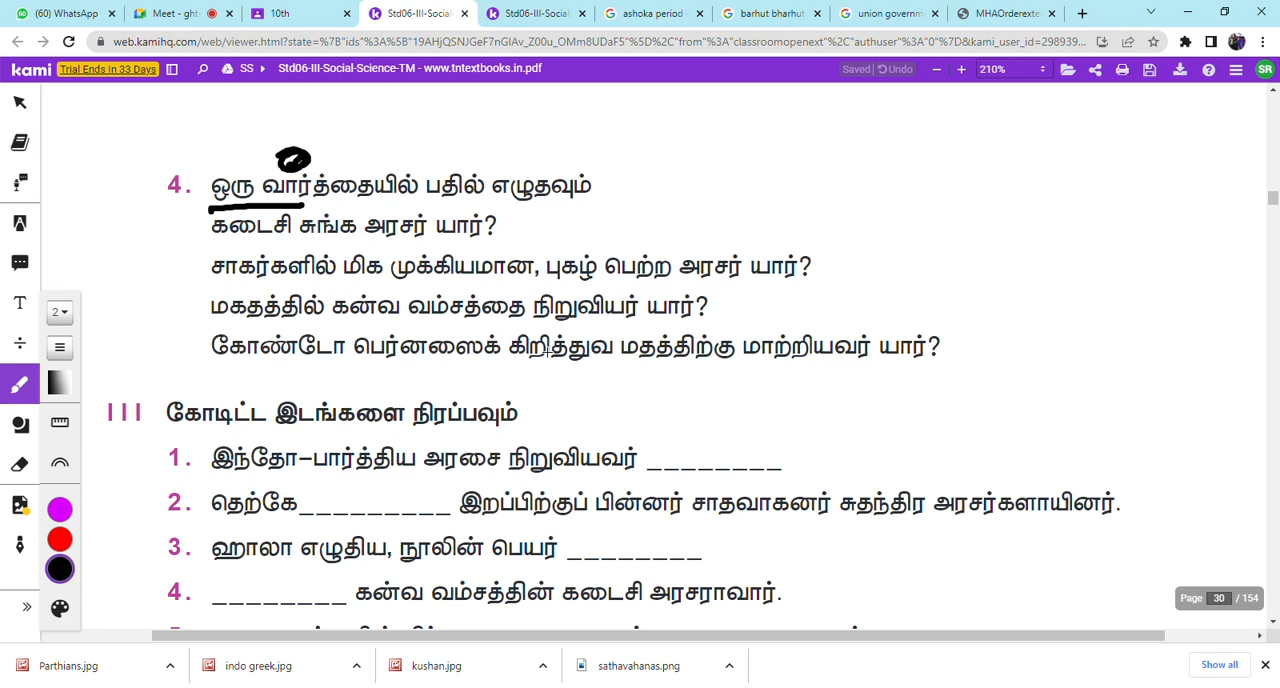 (60) WhatsApp
Meet - ght
10th
Std06-III-Social
Std06-III-Social
ashoka period -
barhut bharhut
union governm
MHAOrderexte
web.kamihq.com/web/viewer.html?state=%7B"ids"%3A%5B"19AHjQSNJGeF7nGlAv_Z00u_OMm8UDaF5"%5D%2C"from"%3A"classroomopenext"%2C"authuser"%3A"0"%7D&kami_user_id=298939...
kami Trial Ends In 33 Days SS Std06-III-Social-Science-TM - www.tntextbooks.in.pdf Saved Undo 210% SR
4. ஒரு வார்த்தையில் பதில் எழுதவும்
கடைசி சுங்க அரசர் யார்?
சாகர்களில் மிக முக்கியமான, புகழ் பெற்ற அரசர் யார்?
மகதத்தில் கன்வ வம்சத்தை நிறுவியர் யார்?
கோண்டோ பெர்னஸைக் கிறித்துவ மதத்திற்கு மாற்றியவர் யார்?
2
III கோடிட்ட இடங்களை நிரப்பவும்
1. இந்தோ-பார்த்திய அரசை நிறுவியவர் ________
2. தெற்கே_________ இறப்பிற்குப் பின்னர் சாதவாகனர் சுதந்திர அரசர்களாயினர்.
3. ஹாலா எழுதிய, நூலின் பெயர் ________
4. ________ கன்வ வம்சத்தின் கடைசி அரசராவார்.
Page 30 / 154
Parthians.jpg
indo greek.jpg
kushan.jpg
sathavahanas.png
Show all